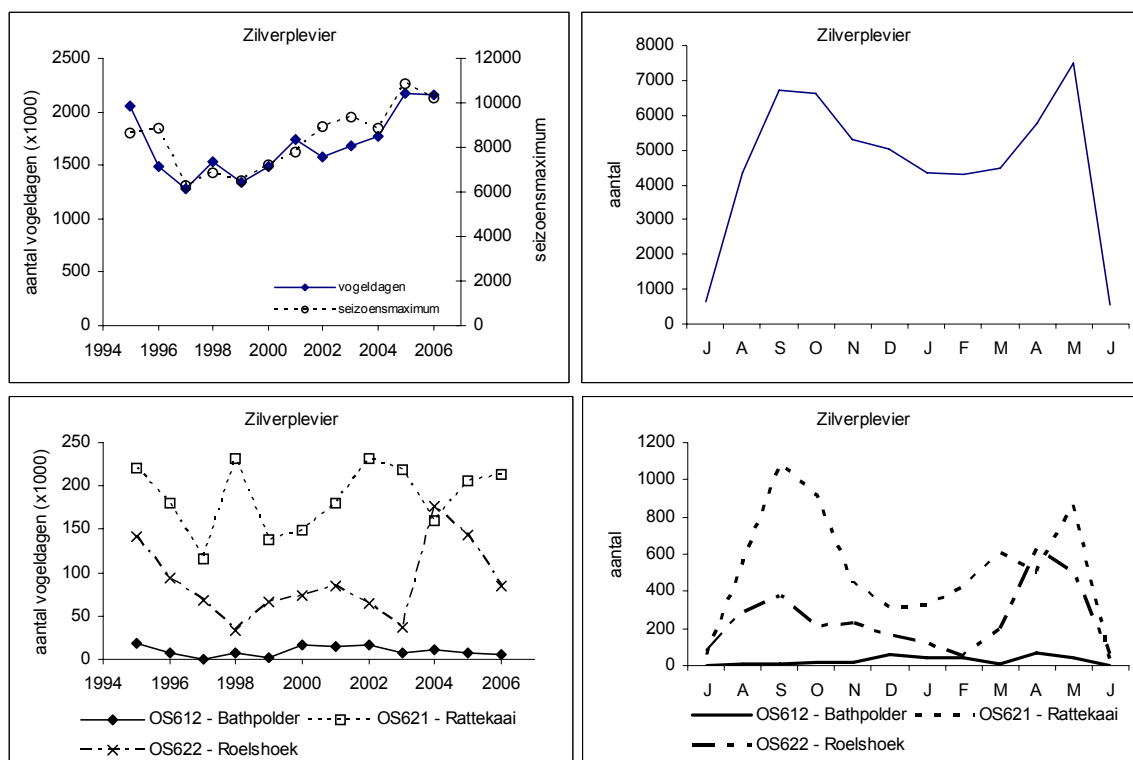 Zilverplevier
aantal vogeldagen (x1000)
2500
2000
1500
1000
500
0
12000
10000
8000
6000
4000
2000
0
seizoensmaximum
vogeldagen
seizoensmaximum
1994 1996 1998 2000 2002 2004 2006
Zilverplevier
aantal
8000
7000
6000
5000
4000
3000
2000
1000
0
J A S O N D J F M A M J
Zilverplevier
aantal vogeldagen (x1000)
250
200
150
100
50
0
1994 1996 1998 2000 2002 2004 2006
OS612 - Bathpolder OS621 - Rattekaai
OS622 - Roelshoek
Zilverplevier
aantal
1200
1000
800
600
400
200
0
J A S O N D J F M A M J
OS612 - Bathpolder OS621 - Rattekaai
OS622 - Roelshoek